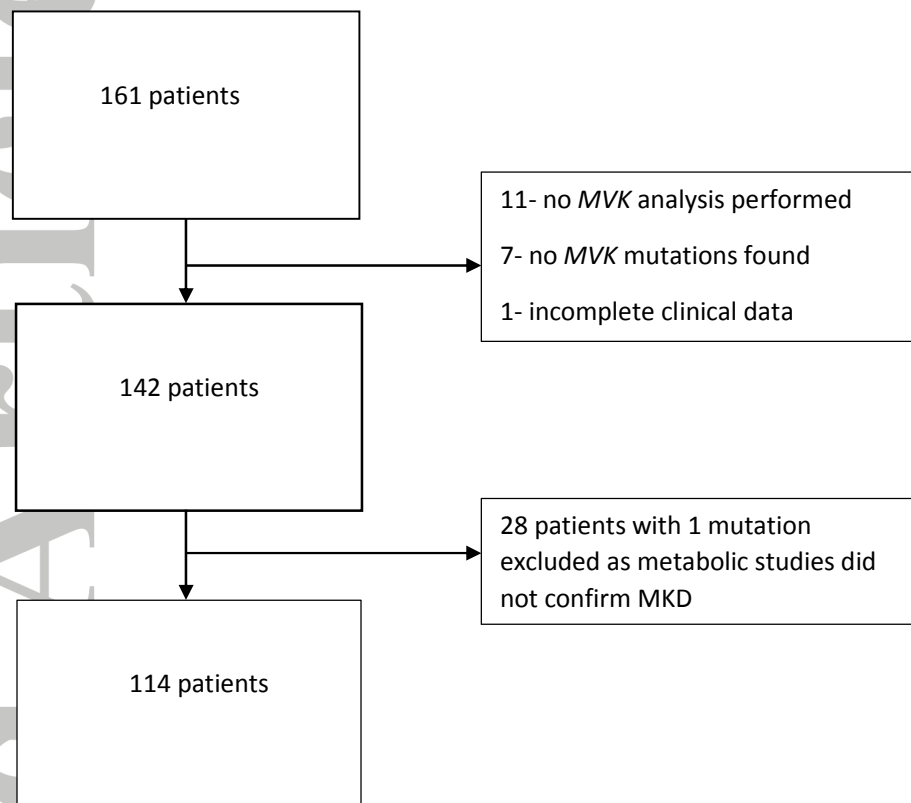 161 patients
11- no MVK analysis performed
7- no MVK mutations found
1- incomplete clinical data
142 patients
28 patients with 1 mutation
excluded as metabolic studies did
not confirm MKD
114 patients